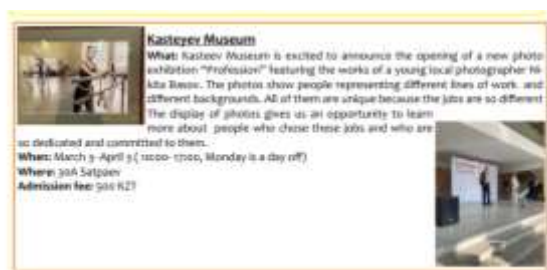 Kasteyev Museum
What: Kasteev Museum is excited to announce the opening of a new photo
exhibition "Profession" featuring the works of a young local photographer Ni-
kita Basov. The photos show people representing different lines of work and
different backgrounds. All of them are unique because the jobs are so different
The display of photos gives us an opportunity to learn
more about people who chose these jobs and who are
so dedicated and committed to them.
When: March 3- April 3 ( 10:00- 17:00, Monday is a day off)
Where: 30A Satpaev
Admission fee: 500 KZT